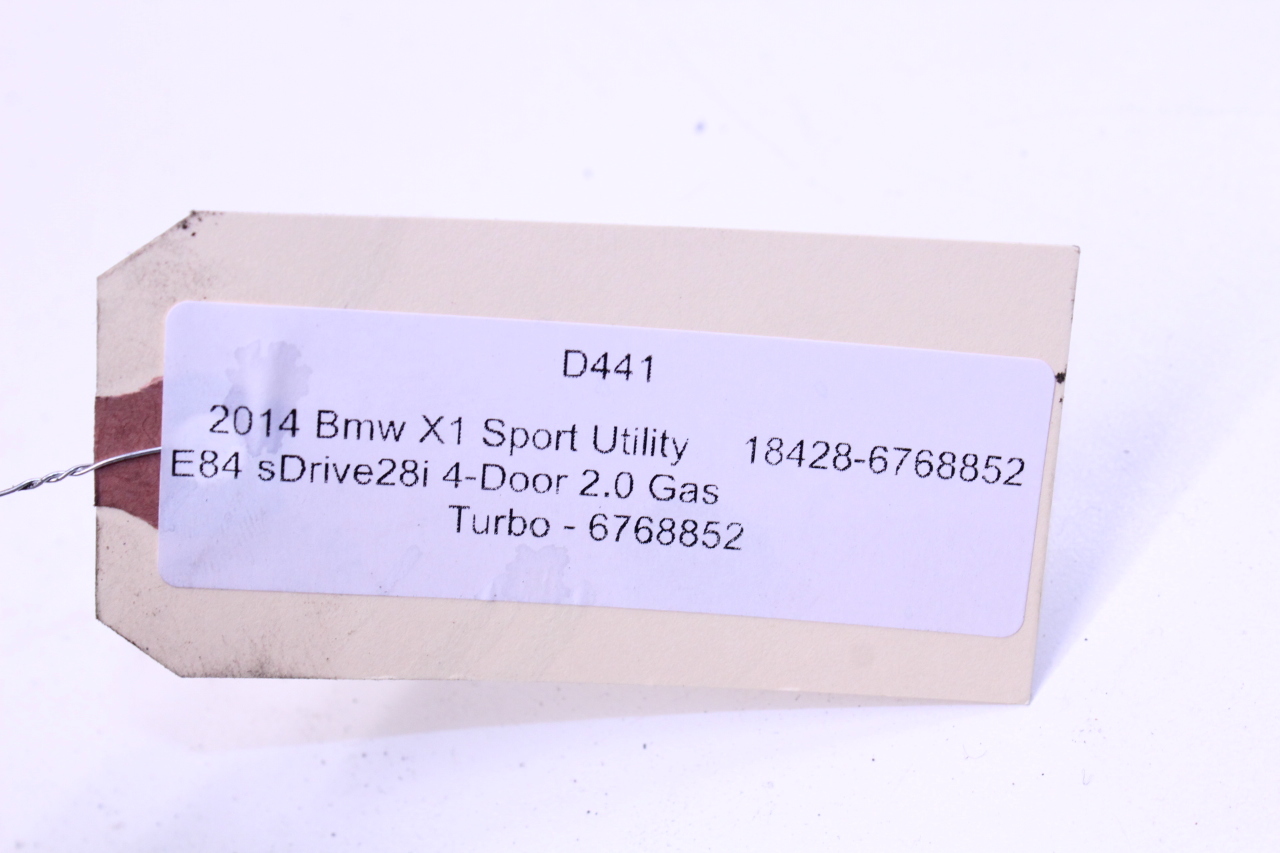 D441
2014 Bmw X1 Sport Utility 18428-6768852
E84 sDrive28i 4-Door 2.0 Gas
Turbo - 6768852